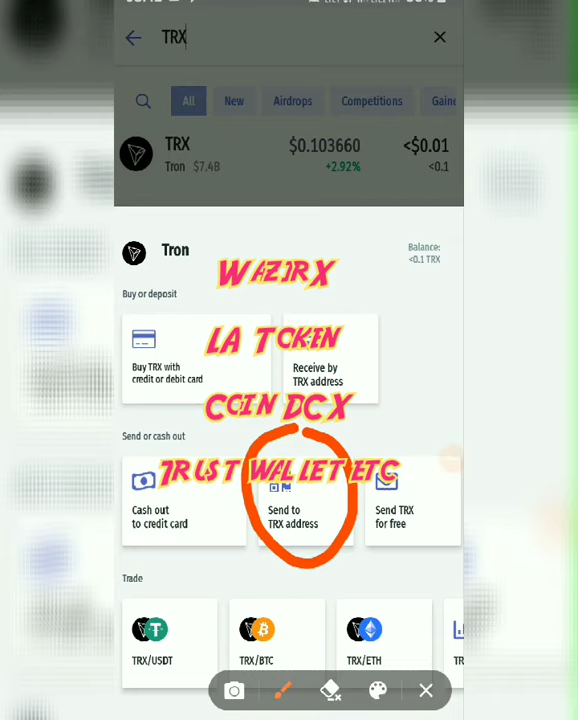 TRX
All New Airdrops Competitions
TRX $0.103660 <$0.01
Tron $7.4B +2.92% <0.1
Tron
Balance:
<0.1 TRX
WAZIRX
Buy or deposit
LA TOKEN
Buy TRX with
credit or debit card
Receive by
TRX address
COIN DCX
Send or cash out
TRUST WALLET ETC
Cash out
to credit card
Send to
TRX address
Send TRX
for free
Trade
TRX/USDT TRX/BTC TRX/ETH